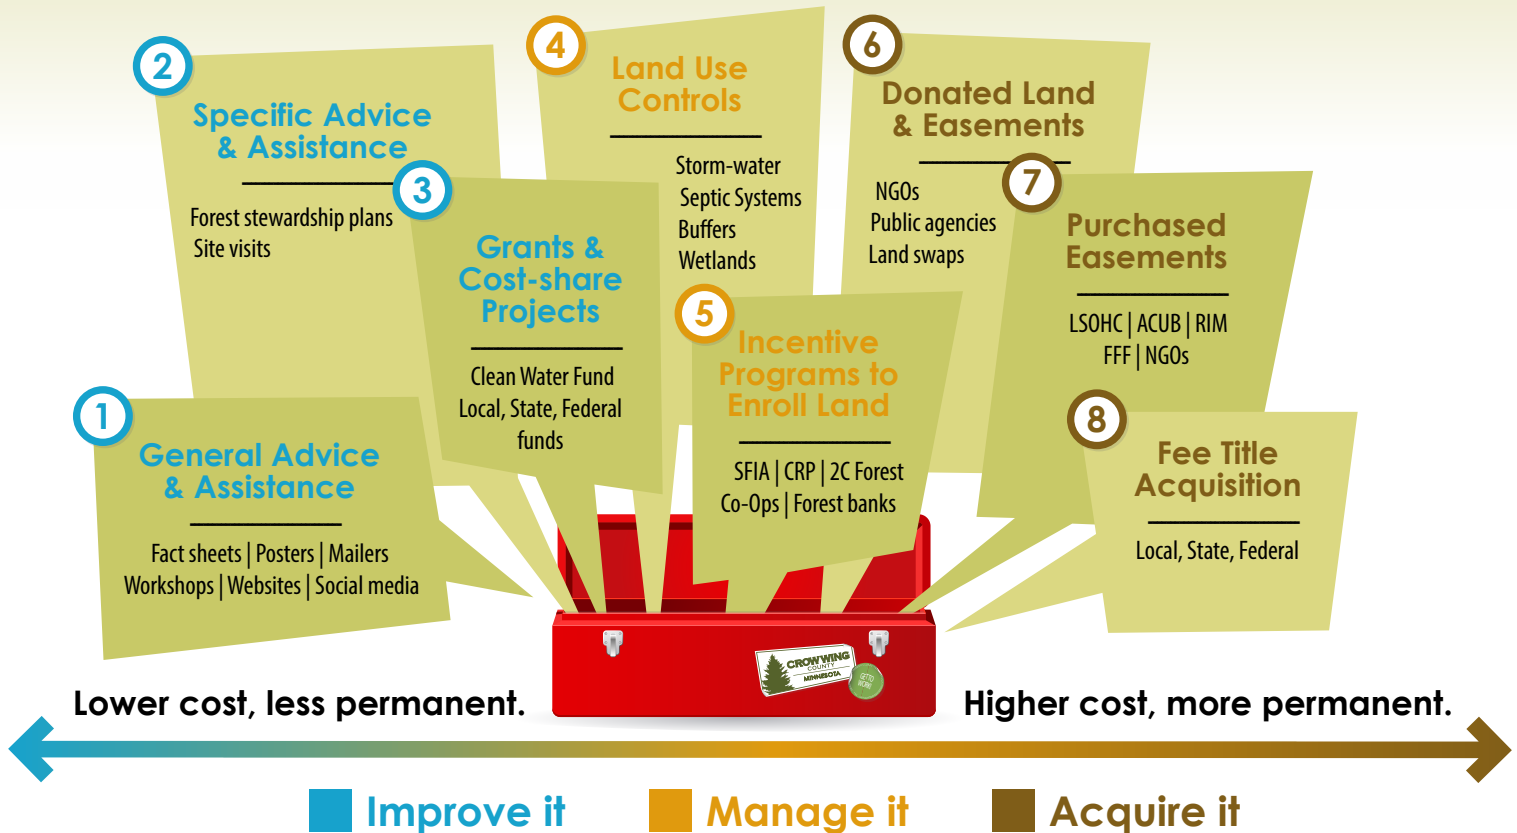 1
General Advice
& Assistance
Fact sheets | Posters | Mailers
Workshops | Websites | Social media
2
Specific Advice
& Assistance
Forest stewardship plans
Site visits
3
Grants &
Cost-share
Projects
Clean Water Fund
Local, State, Federal
funds
4
Land Use
Controls
Storm-water
Septic Systems
Buffers
Wetlands
5
Incentive
Programs to
Enroll Land
SFIA | CRP | 2C Forest
Co-Ops | Forest banks
6
Donated Land
& Easements
NGOs
Public agencies
Land swaps
7
Purchased
Easements
LSOHC | ACUB | RIM
FFF | NGOs
8
Fee Title
Acquisition
Local, State, Federal
CROW WING
COUNTY
MINNESOTA
GET TO
WORK
Lower cost, less permanent.
Higher cost, more permanent.
Improve it
Manage it
Acquire it